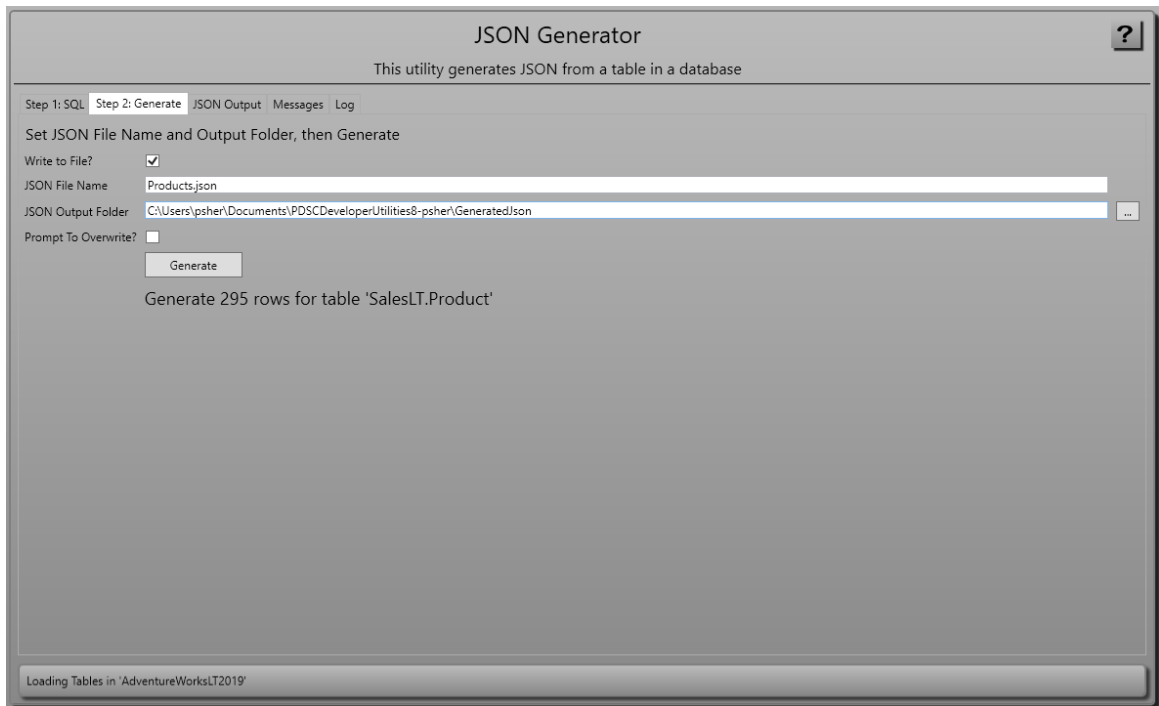 JSON Generator
?
This utility generates JSON from a table in a database
Step 1: SQL Step 2: Generate JSON Output Messages Log
Set JSON File Name and Output Folder, then Generate
Write to File?
JSON File Name Products.json
JSON Output Folder C:\Users\psher\Documents\PDSCDeveloperUtilities8-psher\GeneratedJson ...
Prompt To Overwrite?
Generate
Generate 295 rows for table 'SalesLT.Product'
Loading Tables in 'AdventureWorksLT2019'